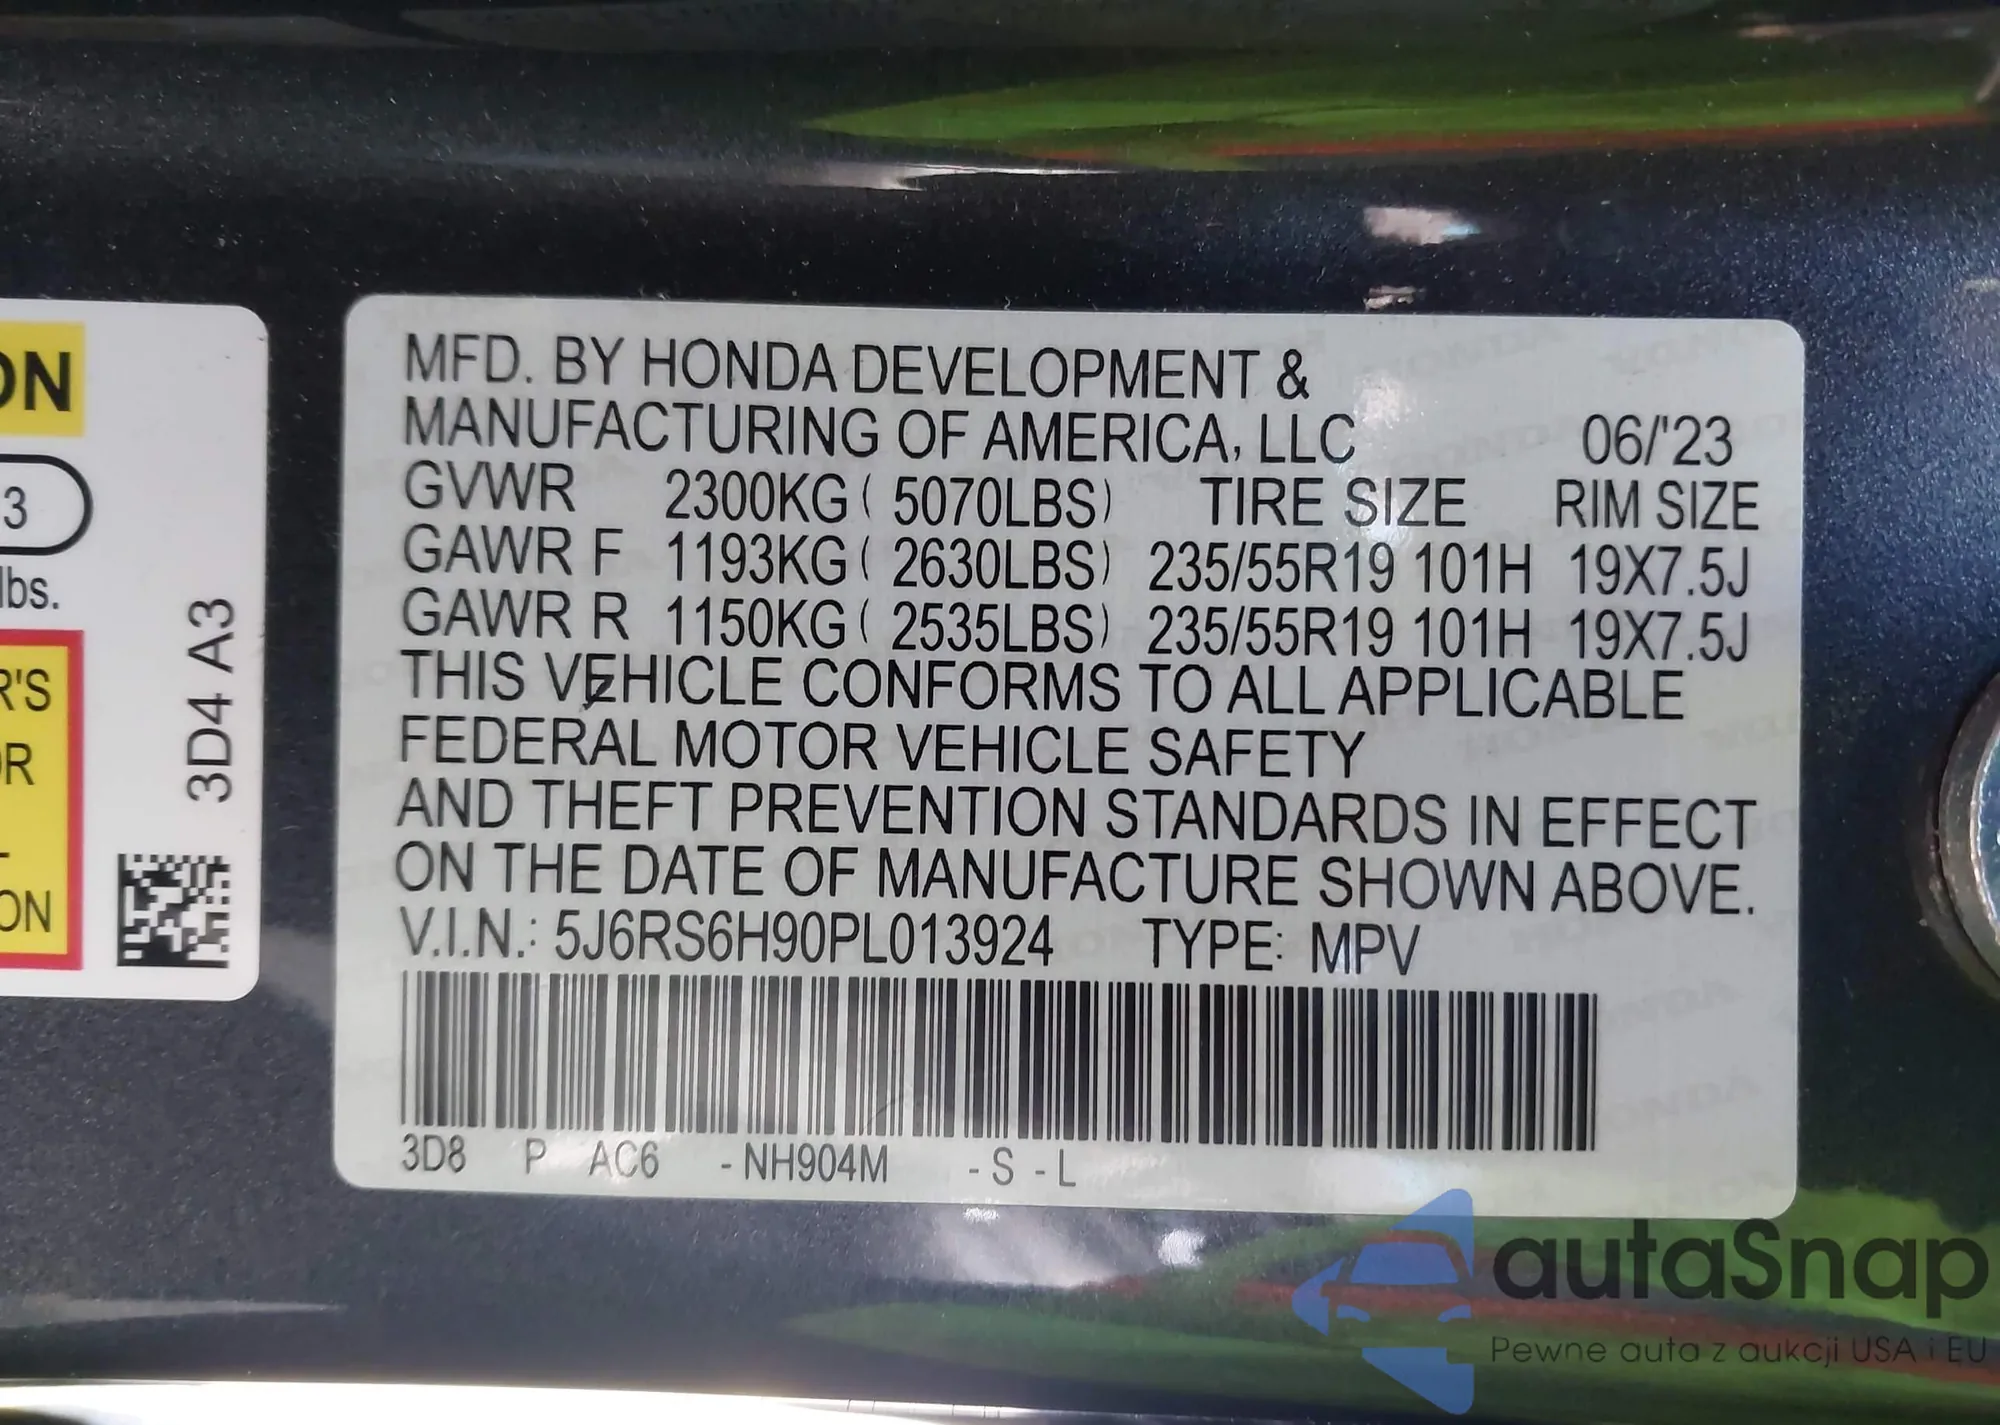 ON
3
lbs.
R'S
OR
ON
3D4 A3
MFD. BY HONDA DEVELOPMENT &
MANUFACTURING OF AMERICA, LLC 06/'23
GVWR 2300KG ( 5070LBS) TIRE SIZE RIM SIZE
GAWR F 1193KG ( 2630LBS) 235/55R19 101H 19X7.5J
GAWR R 1150KG ( 2535LBS) 235/55R19 101H 19X7.5J
THIS VEHICLE CONFORMS TO ALL APPLICABLE
FEDERAL MOTOR VEHICLE SAFETY
AND THEFT PREVENTION STANDARDS IN EFFECT
ON THE DATE OF MANUFACTURE SHOWN ABOVE.
V.I.N.: 5J6RS6H90PL013924 TYPE: MPV
3D8 P AC6 -NH904M -S -L
autaSnap
Pewne auta z aukcji USA i EU